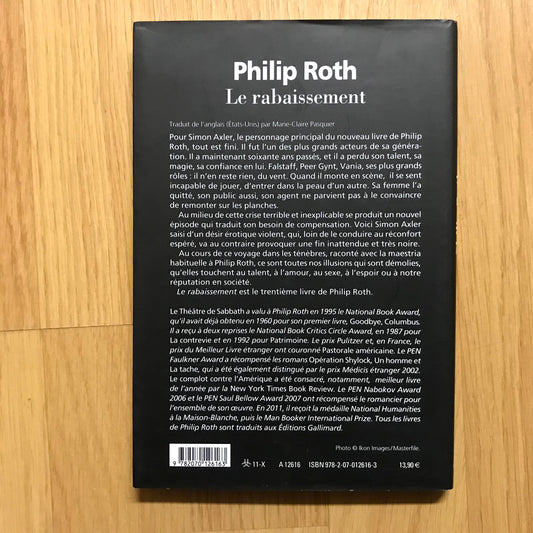 Philip Roth
Le rabaissement
Traduit de l'anglais (États-Unis) par Marie-Claire Pasquier
Pour Simon Axler, le personnage principal du nouveau livre de Philip
Roth, tout est fini. Il fut l'un des plus grands acteurs de sa généra-
tion. Il a maintenant soixante ans passés, et il a perdu son talent, sa
magie, sa confiance en lui. Falstaff, Peer Gynt, Vania, ses plus grands
rôles : il n'en reste rien, du vent. Quand il monte en scène, il se sent
incapable de jouer, d'entrer dans la peau d'un autre. Sa femme l'a
quitté, son public aussi, son agent ne parvient pas à le convaincre
de remonter sur les planches.
Au milieu de cette crise terrible et inexplicable se produit un nouvel
épisode qui traduit son besoin de compensation. Voici Simon Axler
saisi d'un désir érotique violent, qui, loin de le conduire au réconfort
espéré, va au contraire provoquer une fin inattendue et très noire.
Au cours de ce voyage dans les ténèbres, raconté avec la maestria
habituelle à Philip Roth, ce sont toutes nos illusions qui sont démolies,
qu'elles touchent au talent, à l'amour, au sexe, à l'espoir ou à notre
réputation en société.
Le rabaissement est le trentième livre de Philip Roth.
Le Théâtre de Sabbath a valu à Philip Roth en 1995 le National Book Award,
qu'il avait déjà obtenu en 1960 pour son premier livre, Goodbye, Columbus.
Il a reçu à deux reprises le National Book Critics Circle Award, en 1987 pour
La contrevie et en 1992 pour Patrimoine. Le prix Pulitzer et, en France, le
prix du Meilleur Livre étranger ont couronné Pastorale américaine. Le PEN
Faulkner Award a récompensé les romans Opération Shylock, Un homme et
La tache, qui a été également distingué par le prix Médicis étranger 2002.
Le complot contre l'Amérique a été consacré, notamment, meilleur livre
de l'année par la New York Times Book Review. Le PEN Nabokov Award
2006 et le PEN Saul Bellow Award 2007 ont récompensé le romancier pour
l'ensemble de son œuvre. En 2011, il reçoit la médaille National Humanities
à la Maison-Blanche, puis le Man Booker International Prize. Tous les livres
de Philip Roth sont traduits aux Éditions Gallimard.
Photo © Ikon Images/Masterfile.
9 782070 126163
11-X A 12616 ISBN 978-2-07-012616-3 13,90 €